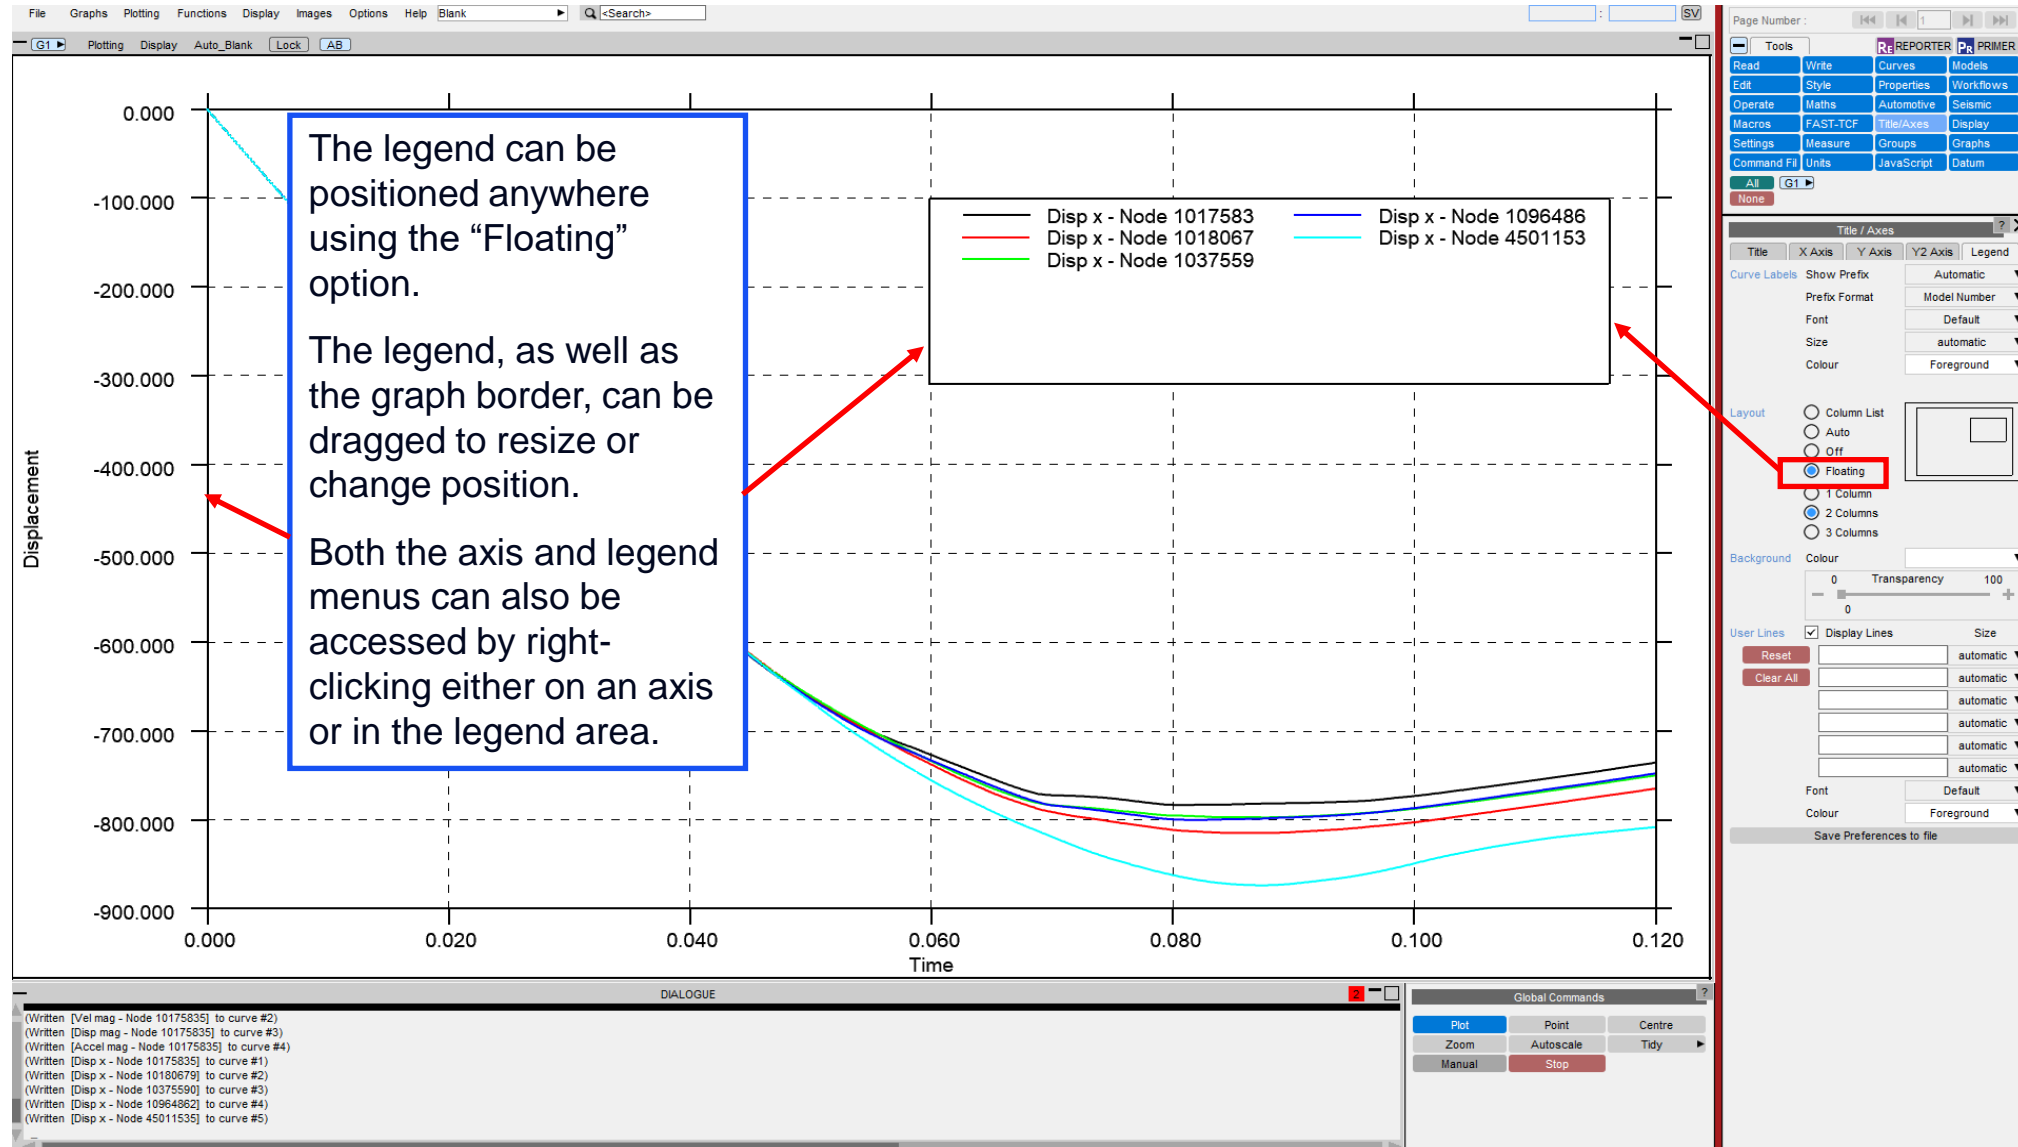 File Graphs Plotting Functions Display Images Options Help Blank <Search> : SV
G1 Plotting Display Auto_Blank Lock AB
0.000
-100.000
-200.000
-300.000
-400.000
-500.000
-600.000
-700.000
-800.000
-900.000
Displacement
0.000 0.020 0.040 0.060 0.080 0.100 0.120
Time
The legend can be
positioned anywhere
using the “Floating”
option.
The legend, as well as
the graph border, can be
dragged to resize or
change position.
Both the axis and legend
menus can also be
accessed by right-
clicking either on an axis
or in the legend area.
Disp x - Node 1017583 Disp x - Node 1096486
Disp x - Node 1018067 Disp x - Node 4501153
Disp x - Node 1037559
DIALOGUE 2
(Written [Vel mag - Node 10175835] to curve #2)
(Written [Disp mag - Node 10175835] to curve #3)
(Written [Accel mag - Node 10175835] to curve #4)
(Written [Disp x - Node 10175835] to curve #1)
(Written [Disp x - Node 10180679] to curve #2)
(Written [Disp x - Node 10375590] to curve #3)
(Written [Disp x - Node 10964862] to curve #4)
(Written [Disp x - Node 45011535] to curve #5)
Global Commands ?
Plot Point Centre
Zoom Autoscale Tidy
Manual Stop
Page Number : 1
Tools RE REPORTER PR PRIMER
Read Write Curves Models
Edit Style Properties Workflows
Operate Maths Automotive Seismic
Macros FAST-TCF Title/Axes Display
Settings Measure Groups Graphs
Command Fil Units JavaScript Datum
All G1
None
Title / Axes ? X
Title X Axis Y Axis Y2 Axis Legend
Curve Labels Show Prefix Automatic
Prefix Format Model Number
Font Default
Size automatic
Colour Foreground
Layout Column List
Auto
Off
Floating
1 Column
2 Columns
3 Columns
Background Colour
0 Transparency 100
0
User Lines Display Lines Size
Reset automatic
Clear All automatic
automatic
automatic
automatic
automatic
Font Default
Colour Foreground
Save Preferences to file